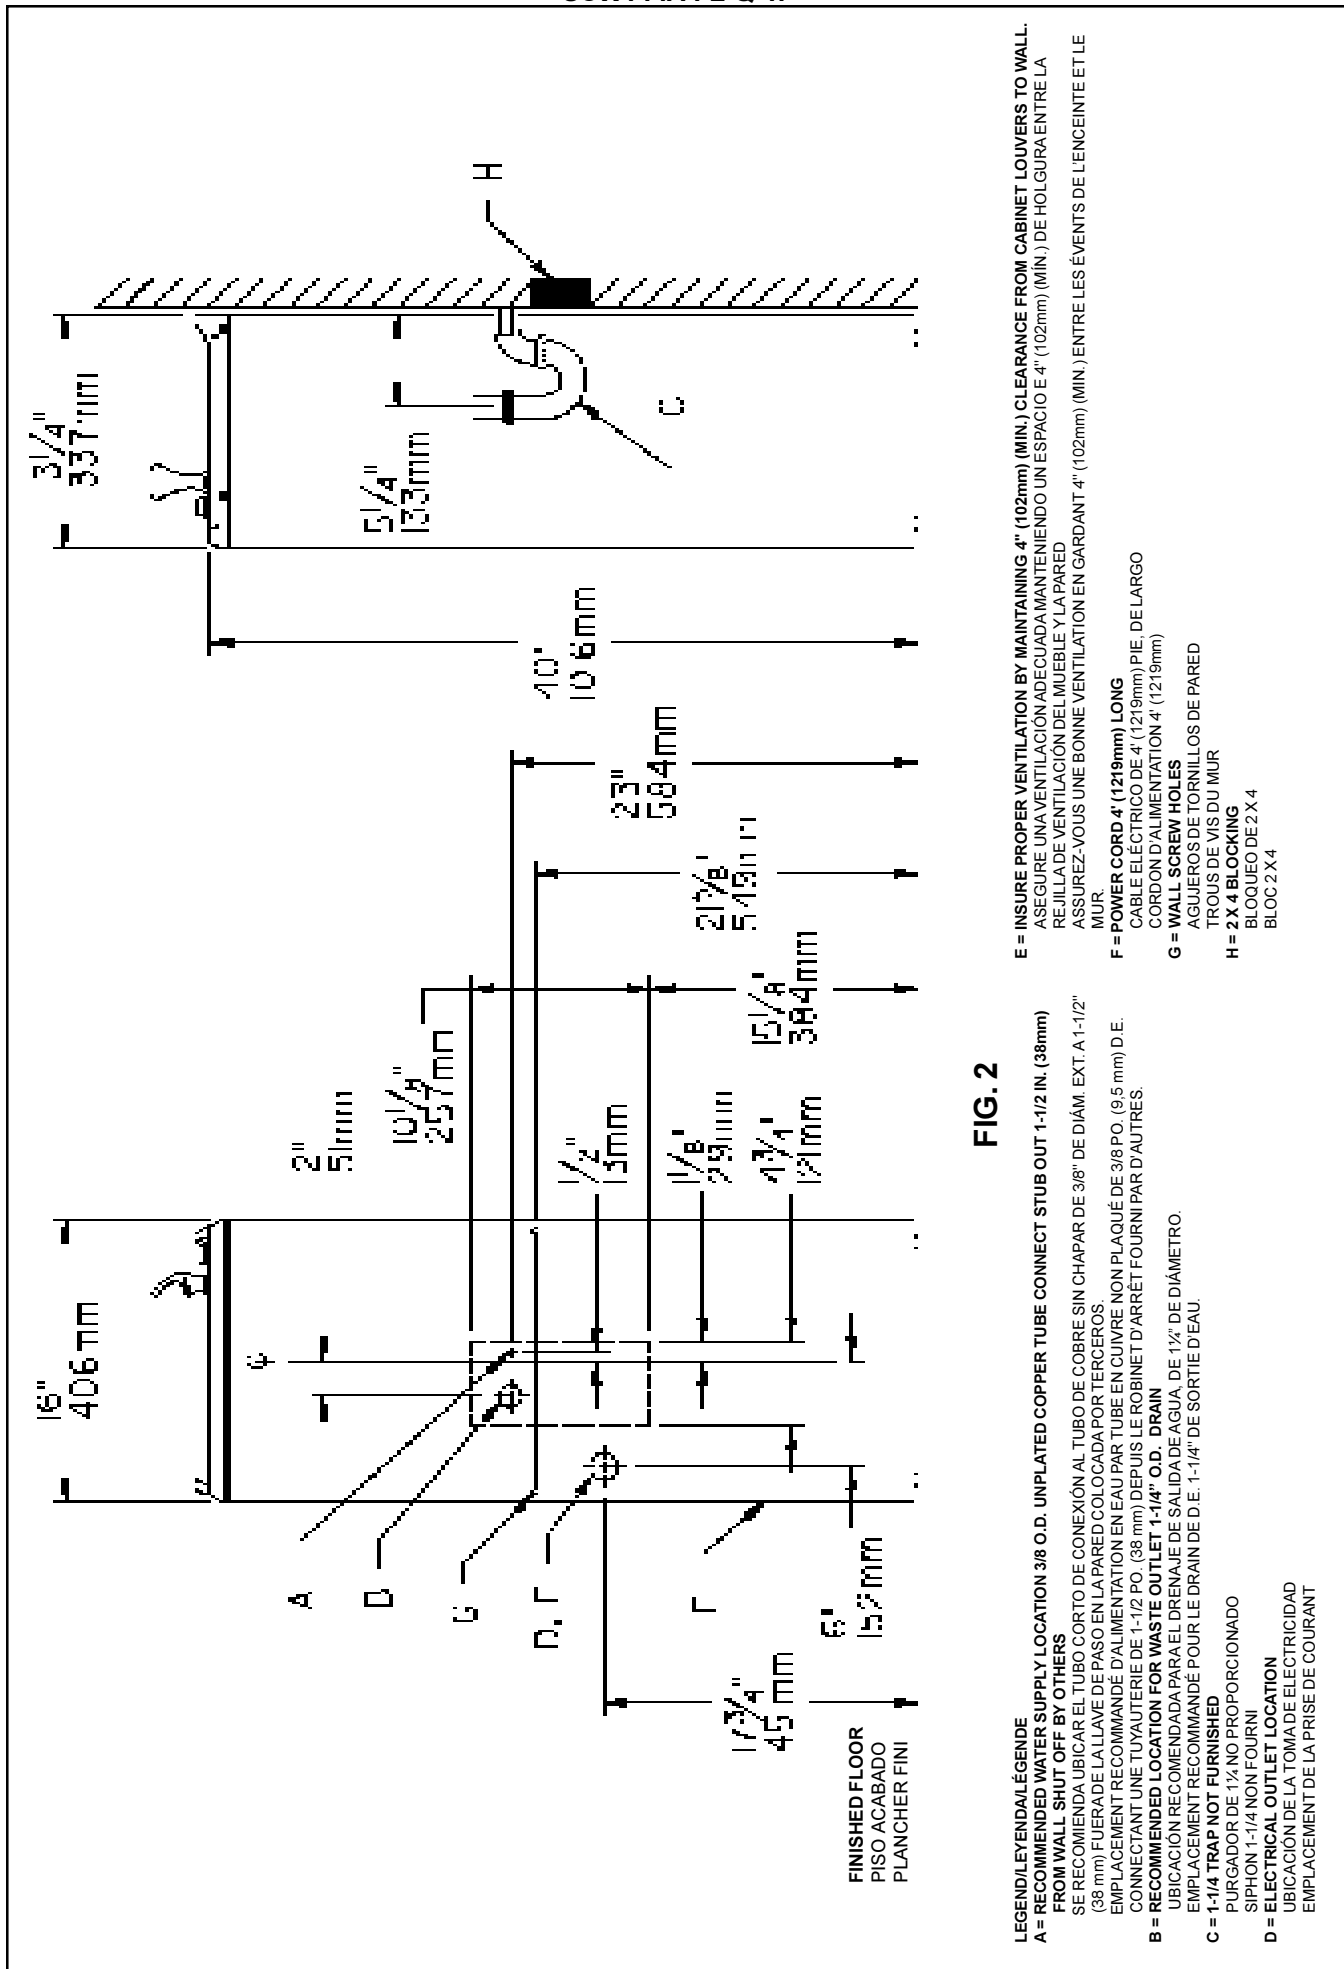 H
3 1/4"
337mm
5 1/4"
133mm
C
40"
23"
584mm
21 5/8"
549mm
15 1/8"
384mm
10 1/8"
257mm
2"
51mm
1/2"
13mm
1 1/8"
29mm
4 3/4"
121mm
16"
406mm
℄
A
D
G
6"
152mm
17 3/4"
FINISHED FLOOR
PISO ACABADO
PLANCHER FINI
FIG. 2
LEGEND/LEYENDA/LÉGENDE
A = RECOMMENDED WATER SUPPLY LOCATION 3/8 O.D. UNPLATED COPPER TUBE CONNECT STUB OUT 1-1/2 IN. (38mm)
FROM WALL SHUT OFF BY OTHERS
SE RECOMIENDA UBICAR EL TUBO CORTO DE CONEXIÓN AL TUBO DE COBRE SIN CHAPAR DE 3/8" DE DIÁM. EXT. A 1-1/2"
(38 mm) FUERA DE LA LLAVE DE PASO EN LA PARED COLOCADA POR TERCEROS.
EMPLACEMENT RECOMMANDÉ D'ALIMENTATION EN EAU PAR TUBE EN CUIVRE NON PLAQUÉ DE 3/8 PO. (9,5 mm) D.E.
CONNECTANT UNE TUYAUTERIE DE 1-1/2 PO. (38 mm) DEPUIS LE ROBINET D'ARRÊT FOURNI PAR D'AUTRES.
B = RECOMMENDED LOCATION FOR WASTE OUTLET 1-1/4" O.D. DRAIN
UBICACIÓN RECOMENDADA PARA EL DRENAJE DE SALIDA DE AGUA, DE 1¼" DE DIÁMETRO.
EMPLACEMENT RECOMMANDÉ POUR LE DRAIN DE D.E. 1-1/4" DE SORTIE D'EAU.
C = 1-1/4 TRAP NOT FURNISHED
PURGADOR DE 1¼ NO PROPORCIONADO
SIPHON 1-1/4 NON FOURNI
D = ELECTRICAL OUTLET LOCATION
UBICACIÓN DE LA TOMA DE ELECTRICIDAD
EMPLACEMENT DE LA PRISE DE COURANT
E = INSURE PROPER VENTILATION BY MAINTAINING 4" (102mm) (MIN.) CLEARANCE FROM CABINET LOUVERS TO WALL.
ASEGURE UNA VENTILACIÓN ADECUADA MANTENIENDO UN ESPACIO E 4" (102mm) (MÍN.) DE HOLGURA ENTRE LA
REJILLA DE VENTILACIÓN DEL MUEBLE Y LA PARED
ASSUREZ-VOUS UNE BONNE VENTILATION EN GARDANT 4" (102mm) (MIN.) ENTRE LES ÉVENTS DE L'ENCEINTE ET LE
MUR.
F = POWER CORD 4' (1219mm) LONG
CABLE ELÉCTRICO DE 4' (1219mm) PIE, DE LARGO
CORDON D'ALIMENTATION 4' (1219mm)
G = WALL SCREW HOLES
AGUJEROS DE TORNILLOS DE PARED
TROUS DE VIS DU MUR
H = 2 X 4 BLOCKING
BLOQUEO DE 2 X 4
BLOC 2 X 4